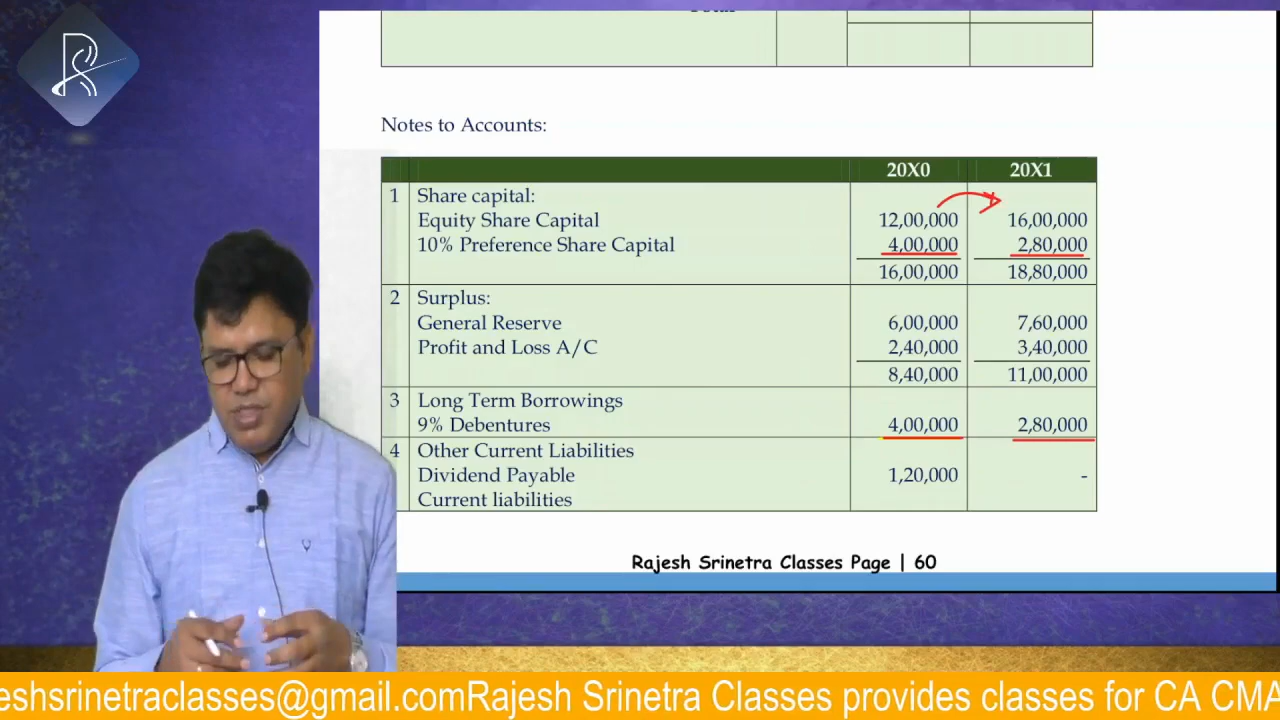 Notes to Accounts:
20X0 20X1
1 Share capital:
Equity Share Capital 12,00,000 16,00,000
10% Preference Share Capital 4,00,000 2,80,000
16,00,000 18,80,000
2 Surplus:
General Reserve 6,00,000 7,60,000
Profit and Loss A/C 2,40,000 3,40,000
8,40,000 11,00,000
3 Long Term Borrowings
9% Debentures 4,00,000 2,80,000
4 Other Current Liabilities
Dividend Payable 1,20,000 -
Current liabilities
Rajesh Srinetra Classes Page | 60
eshsrinetraclasses@gmail.comRajesh Srinetra Classes provides classes for CA CMA